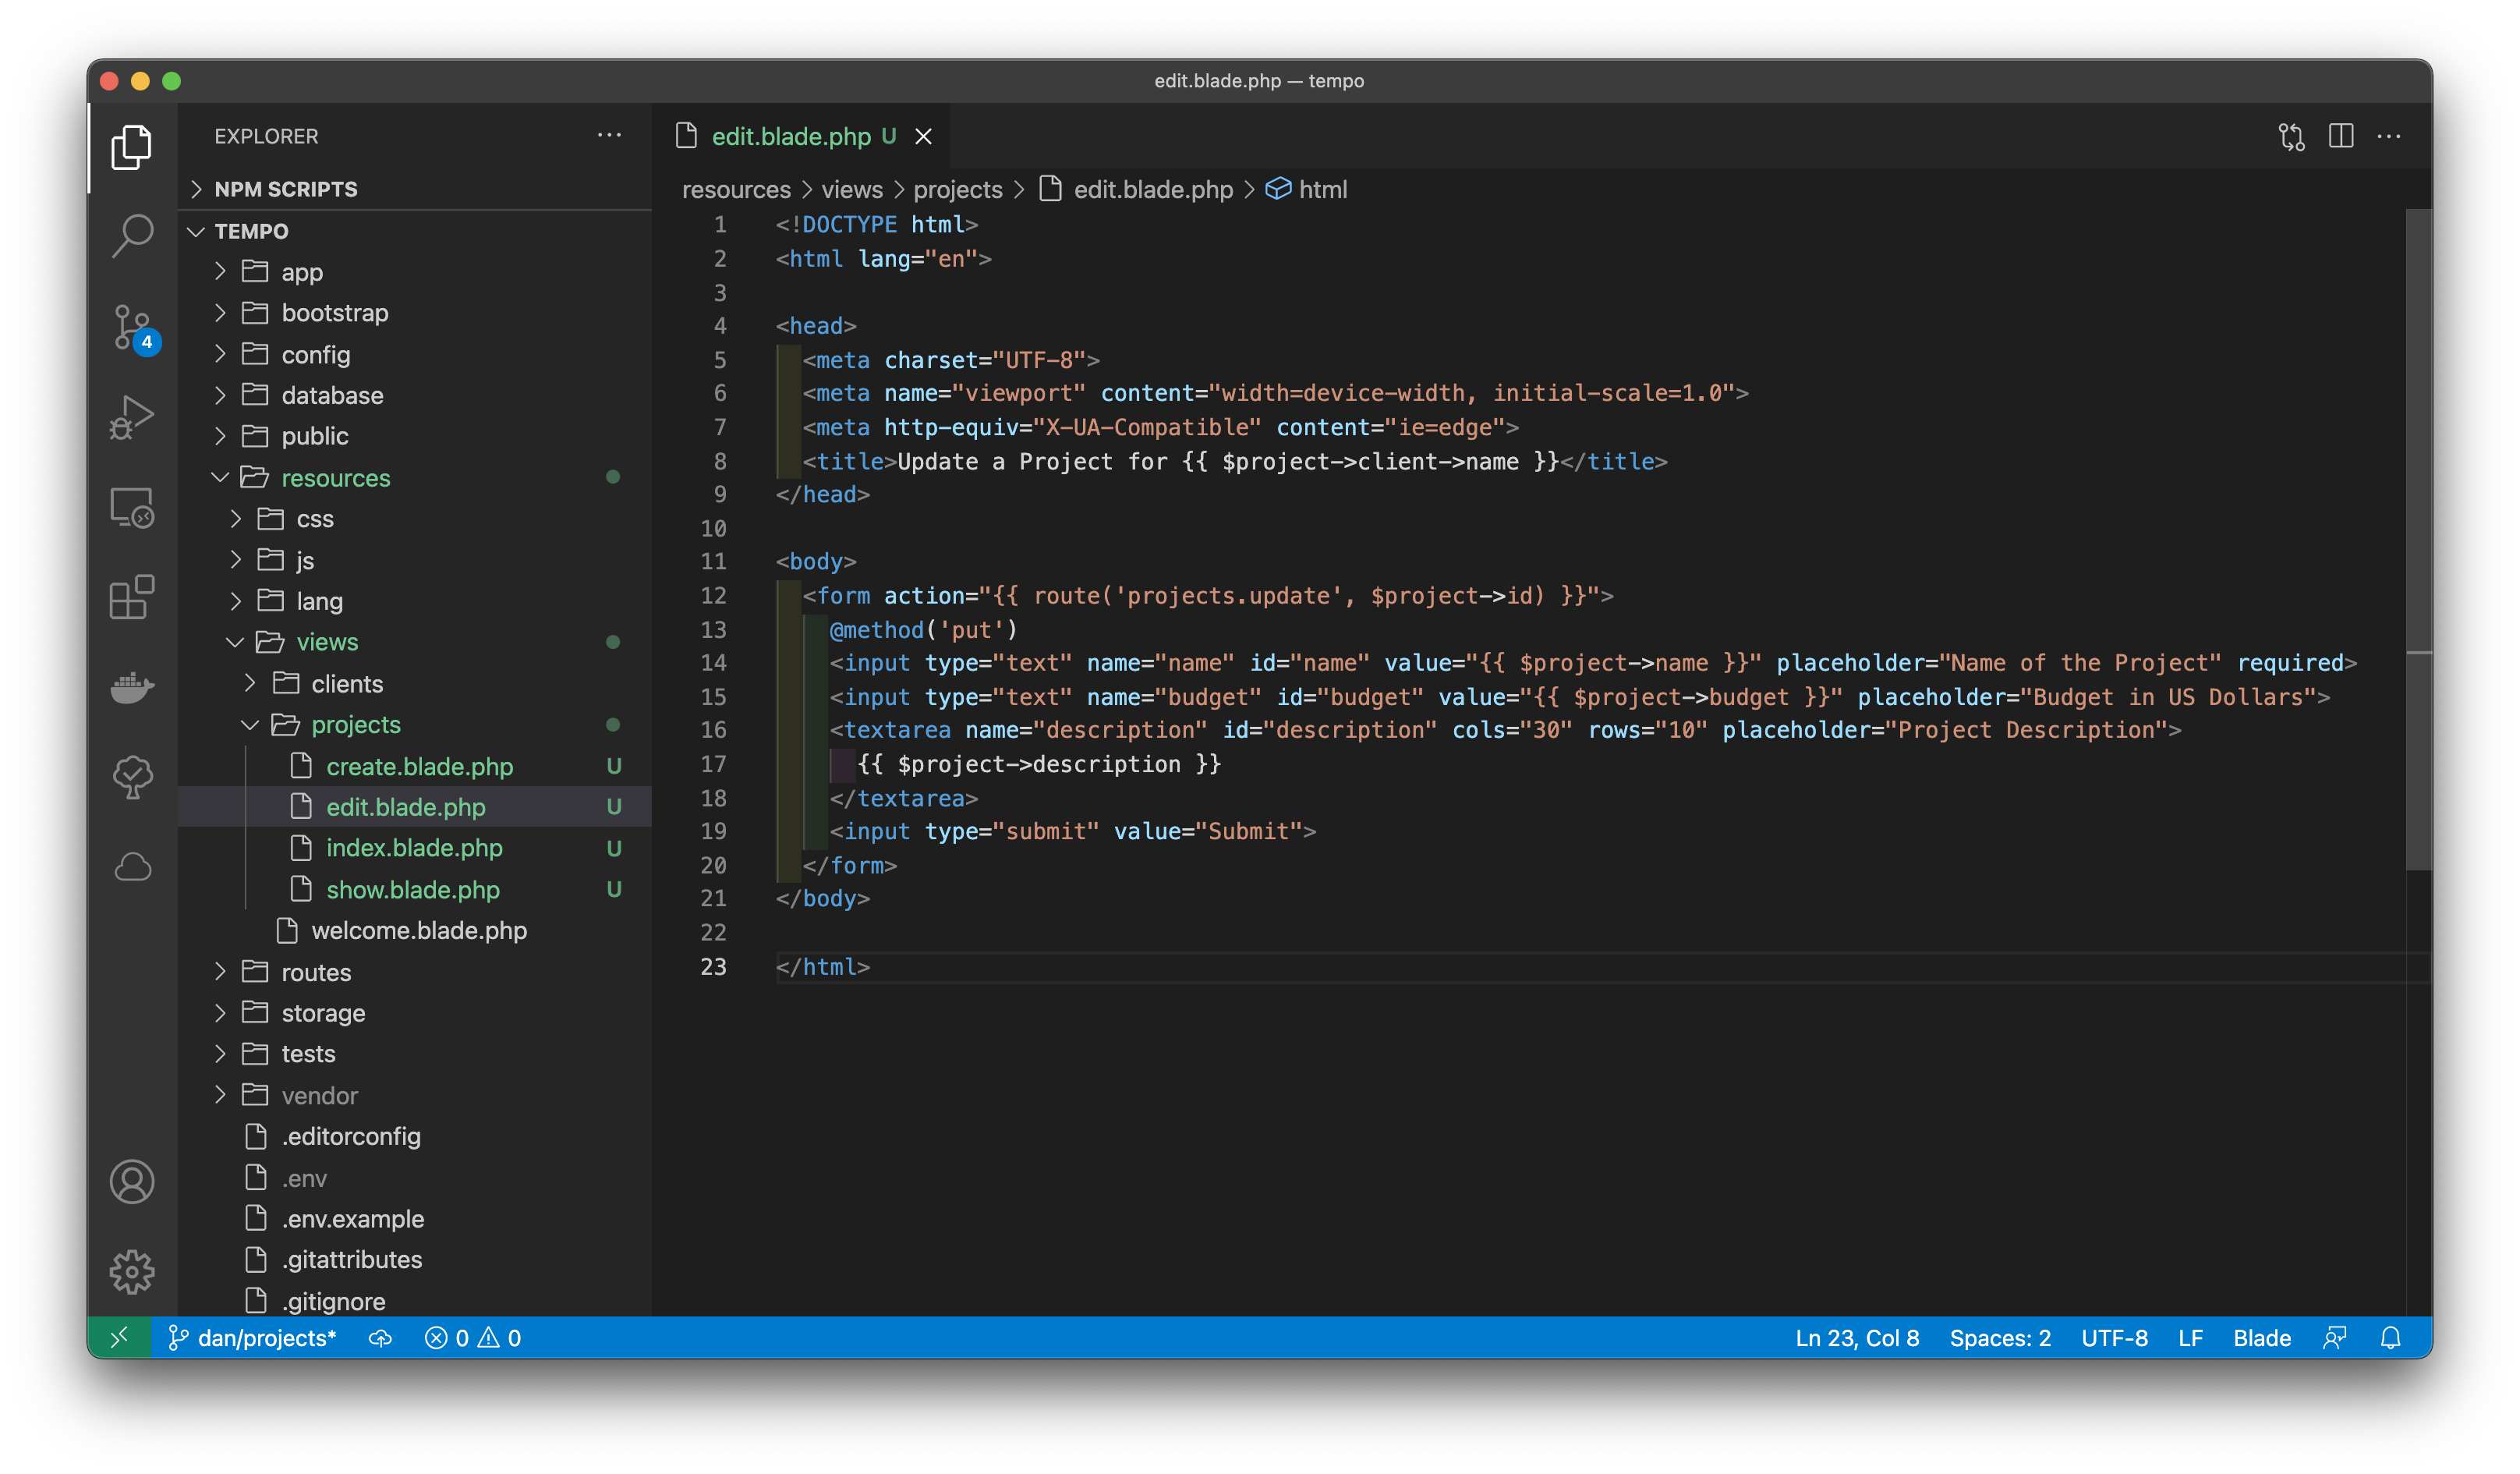 edit.blade.php — tempo
EXPLORER
NPM SCRIPTS
TEMPO
app
bootstrap
config
database
public
resources
css
js
lang
views
clients
projects
create.blade.php U
edit.blade.php U
index.blade.php U
show.blade.php U
welcome.blade.php
routes
storage
tests
vendor
.editorconfig
.env
.env.example
.gitattributes
.gitignore
4
edit.blade.php U
resources > views > projects > edit.blade.php > html
1 <!DOCTYPE html>
2 <html lang="en">
3
4 <head>
5 <meta charset="UTF-8">
6 <meta name="viewport" content="width=device-width, initial-scale=1.0">
7 <meta http-equiv="X-UA-Compatible" content="ie=edge">
8 <title>Update a Project for {{ $project->client->name }}</title>
9 </head>
10
11 <body>
12 <form action="{{ route('projects.update', $project->id) }}">
13 @method('put')
14 <input type="text" name="name" id="name" value="{{ $project->name }}" placeholder="Name of the Project" required>
15 <input type="text" name="budget" id="budget" value="{{ $project->budget }}" placeholder="Budget in US Dollars">
16 <textarea name="description" id="description" cols="30" rows="10" placeholder="Project Description">
17 {{ $project->description }}
18 </textarea>
19 <input type="submit" value="Submit">
20 </form>
21 </body>
22
23 </html>
dan/projects* 0 0 Ln 23, Col 8 Spaces: 2 UTF-8 LF Blade